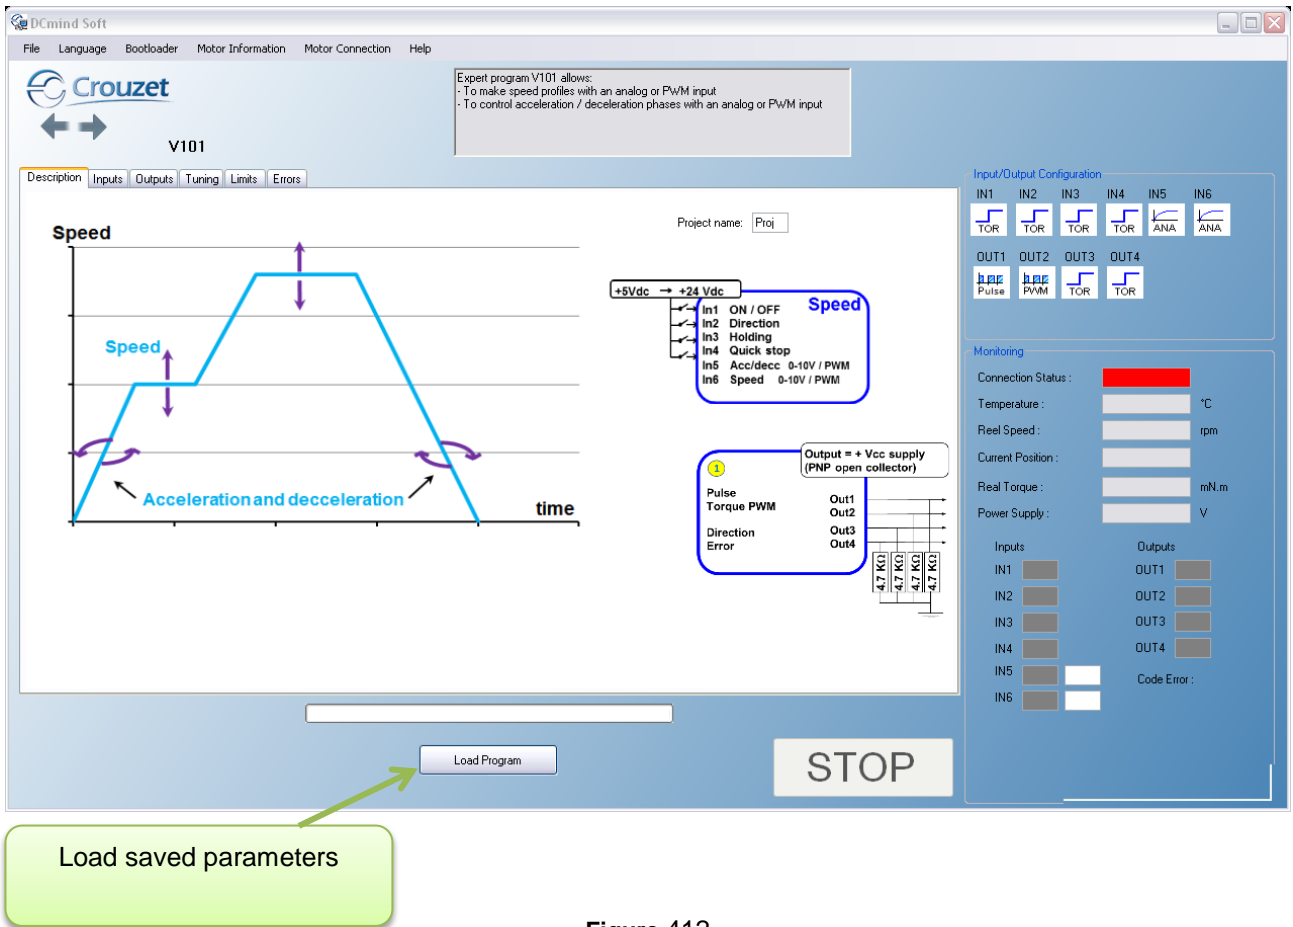 DCmind Soft
File Language Bootloader Motor Information Motor Connection Help
Crouzet
V101
Expert program V101 allows:
- To make speed profiles with an analog or PWM input
- To control acceleration / deceleration phases with an analog or PWM input
Description Inputs Outputs Tuning Limits Errors
Speed
Speed
Acceleration and decceleration
time
Project name: Proj
+5Vdc → +24 Vdc
Speed
In1 ON / OFF
In2 Direction
In3 Holding
In4 Quick stop
In5 Acc/decc 0-10V / PWM
In6 Speed 0-10V / PWM
Output = + Vcc supply
(PNP open collector)
1
Pulse Out1
Torque PWM Out2
Direction Out3
Error Out4
4.7 KΩ 4.7 KΩ 4.7 KΩ 4.7 KΩ
Input/Output Configuration
IN1 IN2 IN3 IN4 IN5 IN6
TOR TOR TOR TOR ANA ANA
OUT1 OUT2 OUT3 OUT4
Pulse PWM TOR TOR
Monitoring
Connection Status :
Temperature : °C
Reel Speed : rpm
Current Position :
Real Torque : mN.m
Power Supply : V
Inputs Outputs
IN1 OUT1
IN2 OUT2
IN3 OUT3
IN4 OUT4
IN5 Code Error :
IN6
Load Program
STOP
Load saved parameters
Figure 412